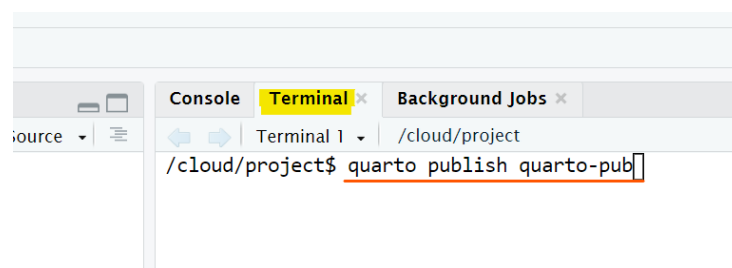 Console Terminal × Background Jobs ×
Source Terminal 1 /cloud/project
/cloud/project$ quarto publish quarto-pub